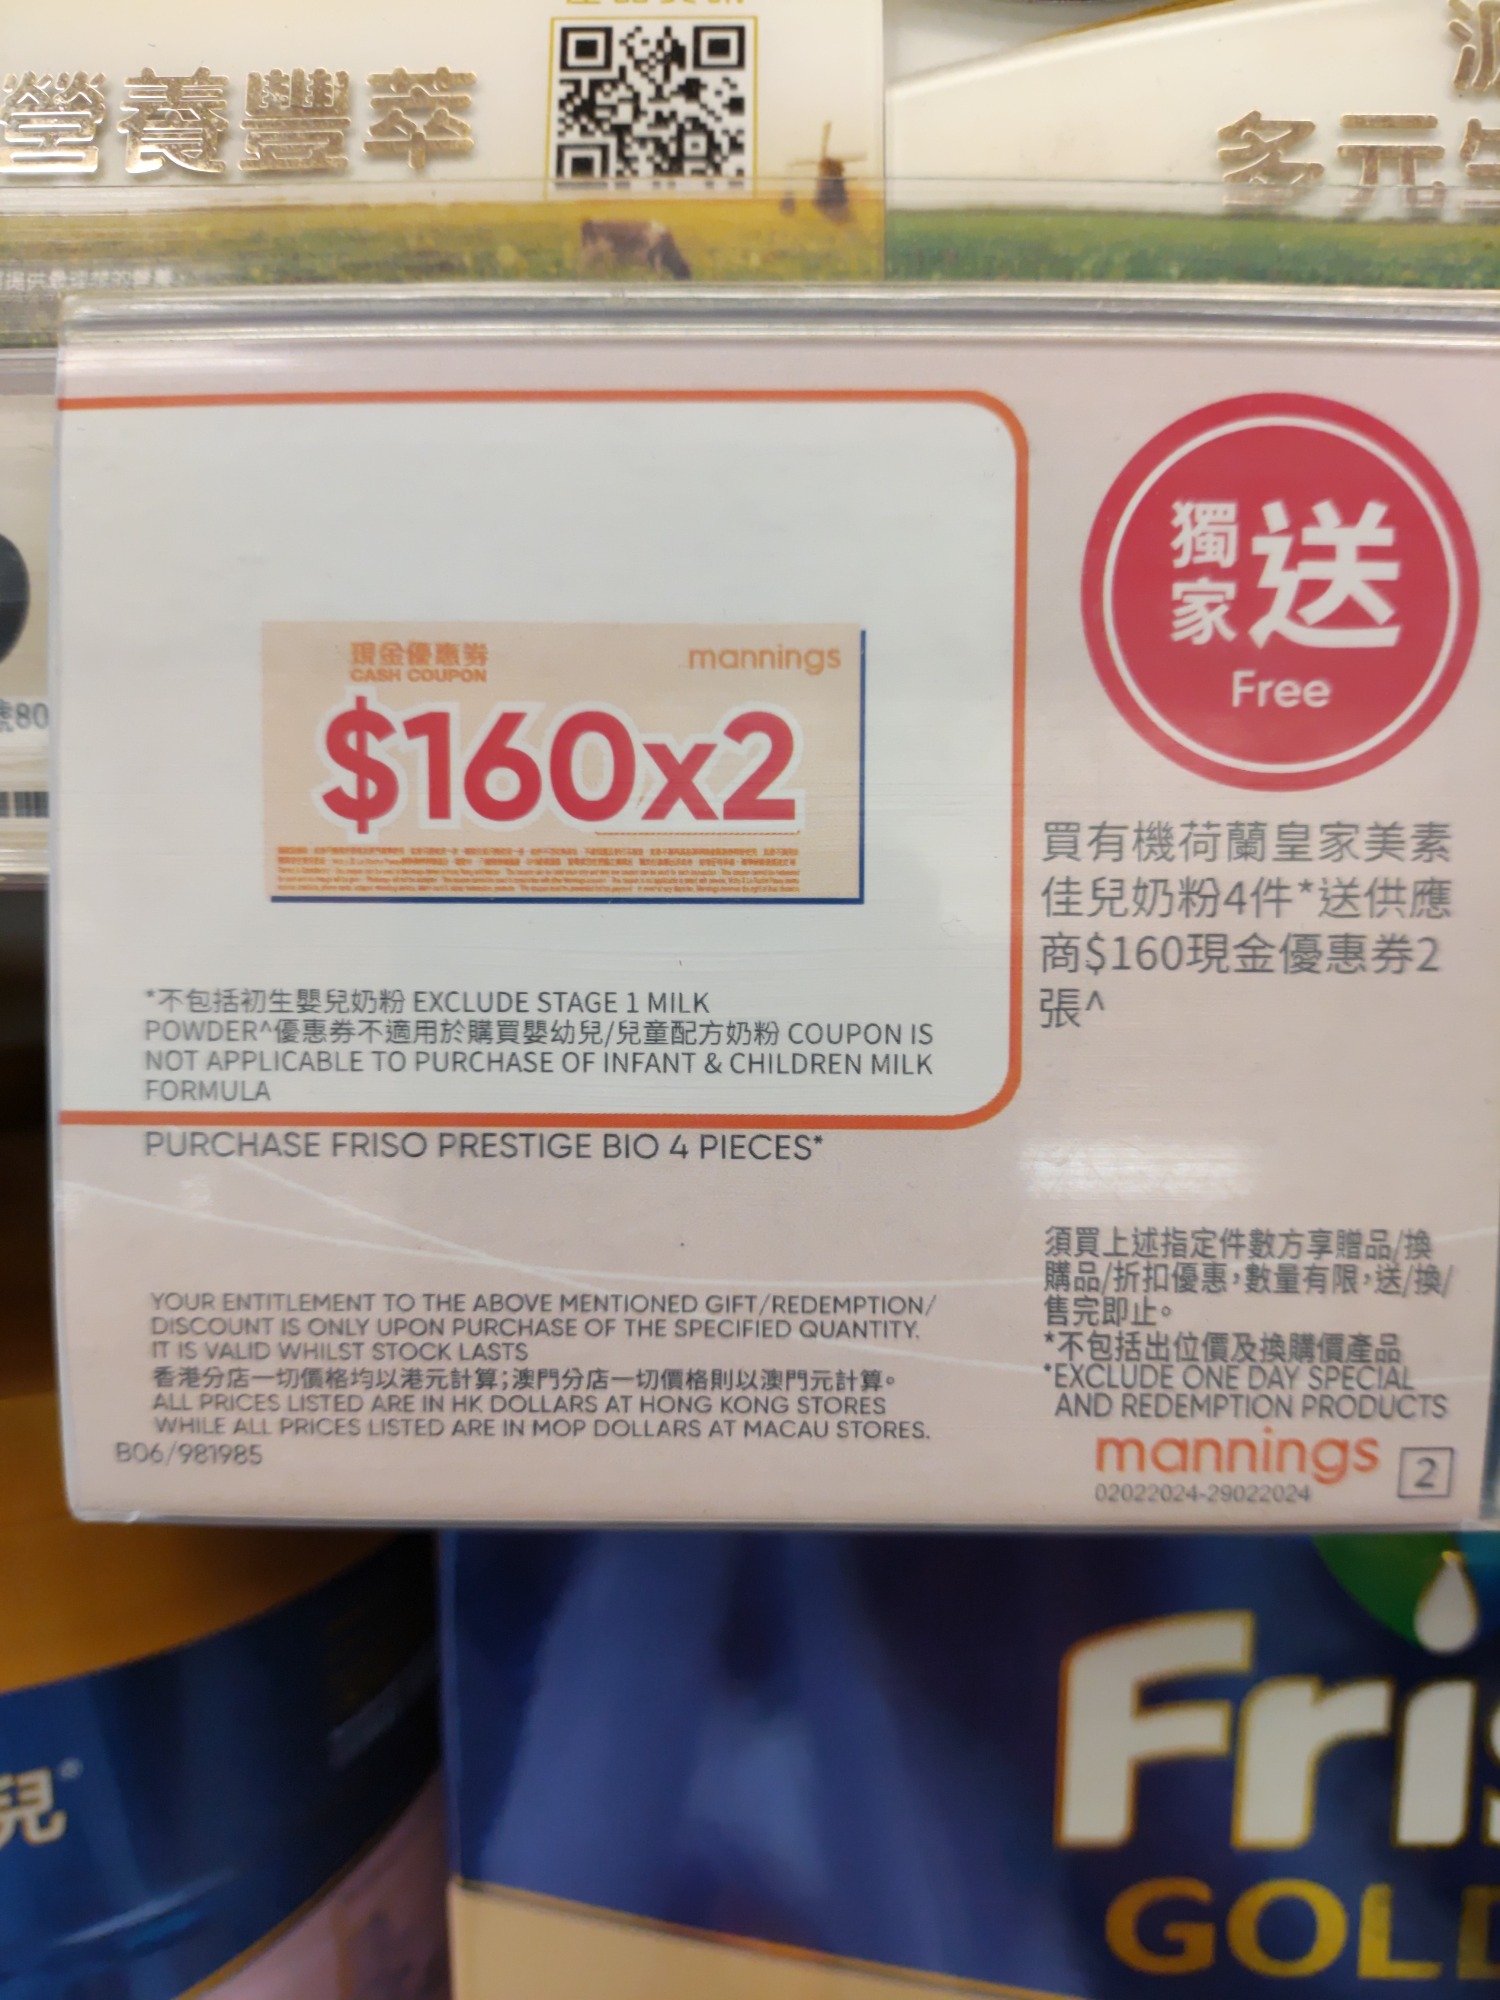 營養豐萃
多元
號80
獨家送
Free
現金優惠券
CASH COUPON
mannings
$160x2
買有機荷蘭皇家美素
佳兒奶粉4件*送供應
商$160現金優惠券2
張^
*不包括初生嬰兒奶粉 EXCLUDE STAGE 1 MILK
POWDER^優惠券不適用於購買嬰幼兒/兒童配方奶粉 COUPON IS
NOT APPLICABLE TO PURCHASE OF INFANT & CHILDREN MILK
FORMULA
PURCHASE FRISO PRESTIGE BIO 4 PIECES*
YOUR ENTITLEMENT TO THE ABOVE MENTIONED GIFT/REDEMPTION/
DISCOUNT IS ONLY UPON PURCHASE OF THE SPECIFIED QUANTITY.
IT IS VALID WHILST STOCK LASTS
香港分店一切價格均以港元計算;澳門分店一切價格則以澳門元計算。
ALL PRICES LISTED ARE IN HK DOLLARS AT HONG KONG STORES
WHILE ALL PRICES LISTED ARE IN MOP DOLLARS AT MACAU STORES.
B06/981985
須買上述指定件數方享贈品/換
購品/折扣優惠,數量有限,送/換/
售完即止。
*不包括出位價及換購價產品
*EXCLUDE ONE DAY SPECIAL
AND REDEMPTION PRODUCTS
mannings 2
02022024-29022024
兒®
Fris
GOLD